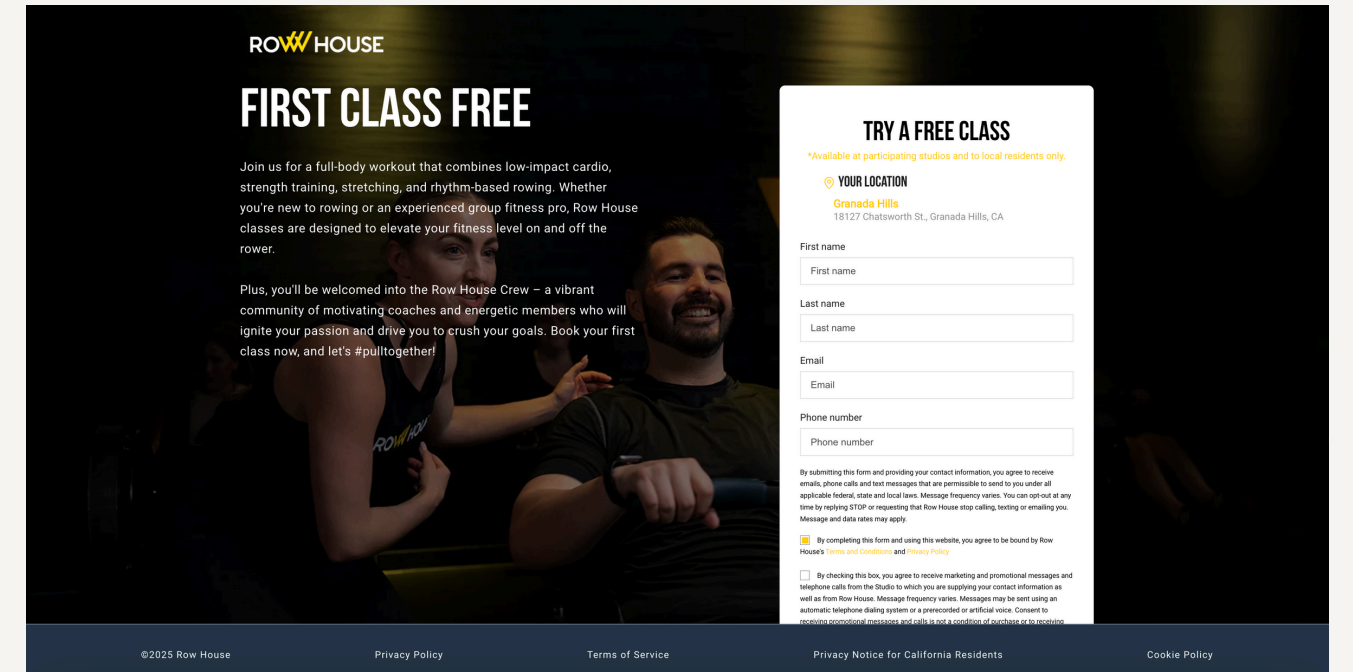 ROW HOUSE
FIRST CLASS FREE
Join us for a full-body workout that combines low-impact cardio,
strength training, stretching, and rhythm-based rowing. Whether
you're new to rowing or an experienced group fitness pro, Row House
classes are designed to elevate your fitness level on and off the
rower.
Plus, you'll be welcomed into the Row House Crew – a vibrant
community of motivating coaches and energetic members who will
ignite your passion and drive you to crush your goals. Book your first
class now, and let's #pulltogether!
ROW HOU
TRY A FREE CLASS
*Available at participating studios and to local residents only.
YOUR LOCATION
Granada Hills
18127 Chatsworth St., Granada Hills, CA
First name
First name
Last name
Last name
Email
Email
Phone number
Phone number
By submitting this form and providing your contact information, you agree to receive
emails, phone calls and text messages that are permissible to send to you under all
applicable federal, state and local laws. Message frequency varies. You can opt-out at any
time by replying STOP or requesting that Row House stop calling, texting or emailing you.
Message and data rates may apply.
By completing this form and using this website, you agree to be bound by Row
House's Terms and Conditions and Privacy Policy
By checking this box, you agree to receive marketing and promotional messages and
telephone calls from the Studio to which you are supplying your contact information as
well as from Row House. Message frequency varies. Messages may be sent using an
automatic telephone dialing system or a prerecorded or artificial voice. Consent to
receiving promotional messages and calls is not a condition of purchase or to receiving
©2025 Row House
Privacy Policy
Terms of Service
Privacy Notice for California Residents
Cookie Policy